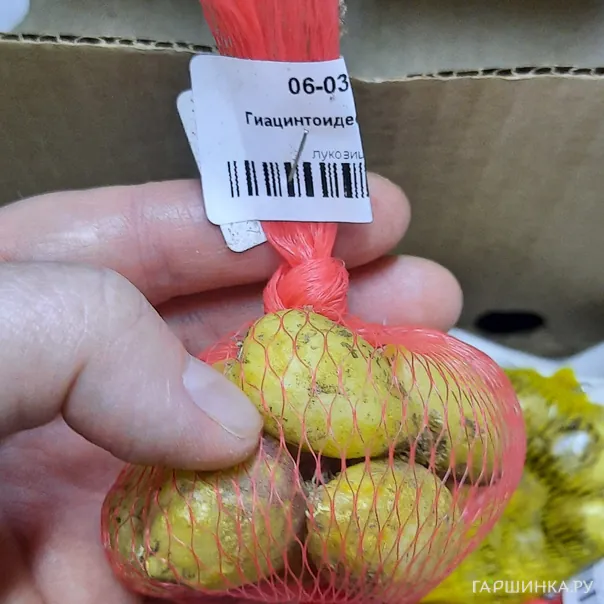 06-03
Гиацинтоиде
лукови
ГАРШИНКА.РУ